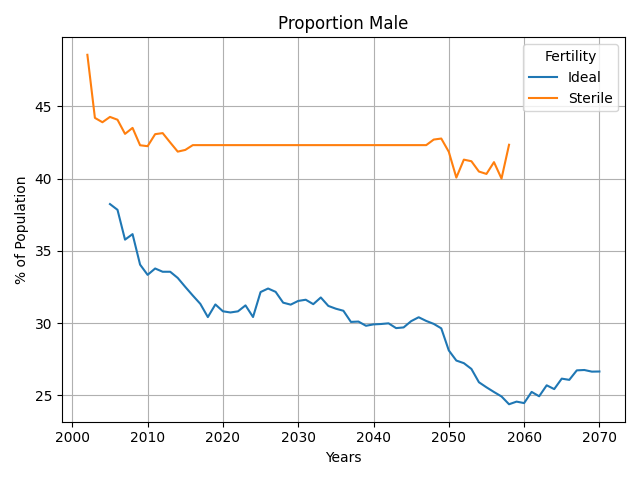 Proportion Male
% of Population
45
40
35
30
25
Fertility
Ideal
Sterile
2000 2010 2020 2030 2040 2050 2060 2070
Years